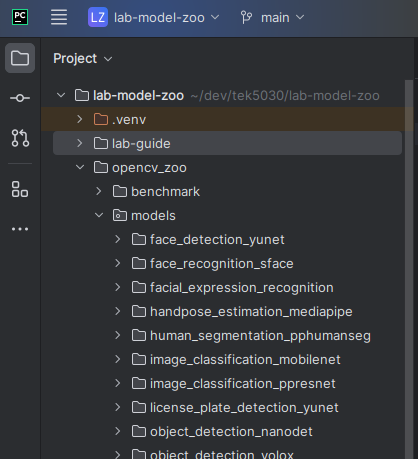 PC LZ lab-model-zoo main
Project
lab-model-zoo ~/dev/tek5030/lab-model-zoo
.venv
lab-guide
opencv_zoo
benchmark
models
face_detection_yunet
face_recognition_sface
facial_expression_recognition
handpose_estimation_mediapipe
human_segmentation_pphumanseg
image_classification_mobilenet
image_classification_ppresnet
license_plate_detection_yunet
object_detection_nanodet
object_detection_yolox